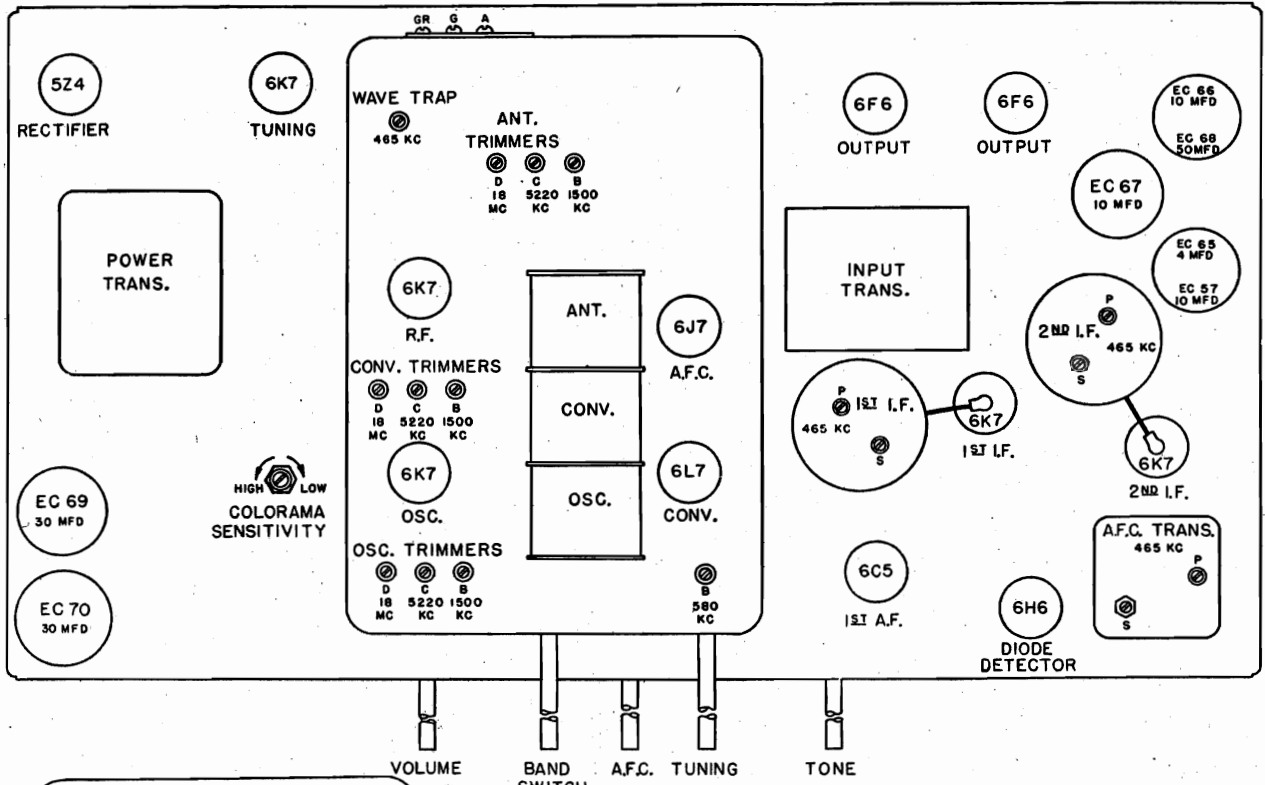 GR G A
5Z4
RECTIFIER
6K7
TUNING
WAVE TRAP
465 KC
ANT.
TRIMMERS
D C B
18 5220 1500
MC KC KC
6F6
OUTPUT
6F6
OUTPUT
EC 66
10 MFD
EC 68
50MFD
EC 67
10 MFD
EC 65
4 MFD
EC 57
10 MFD
POWER
TRANS.
INPUT
TRANS.
6K7
R.F.
ANT.
6J7
A.F.C.
P
2ND I.F.
465 KC
S
CONV. TRIMMERS
D C B
18 5220 1500
MC KC KC
CONV.
P
1ST I.F.
465 KC
S
6K7
1ST I.F.
6K7
2ND I.F.
6K7
OSC.
OSC.
6L7
CONV.
HIGH LOW
COLORAMA
SENSITIVITY
EC 69
30 MFD
EC 70
30 MFD
OSC. TRIMMERS
D C B
18 5220 1500
MC KC KC
B
580
KC
6C5
1ST A.F.
6H6
DIODE
DETECTOR
A.F.C. TRANS.
465 KC
P
S
VOLUME
BAND
SWITCH
A.F.C.
TUNING
TONE